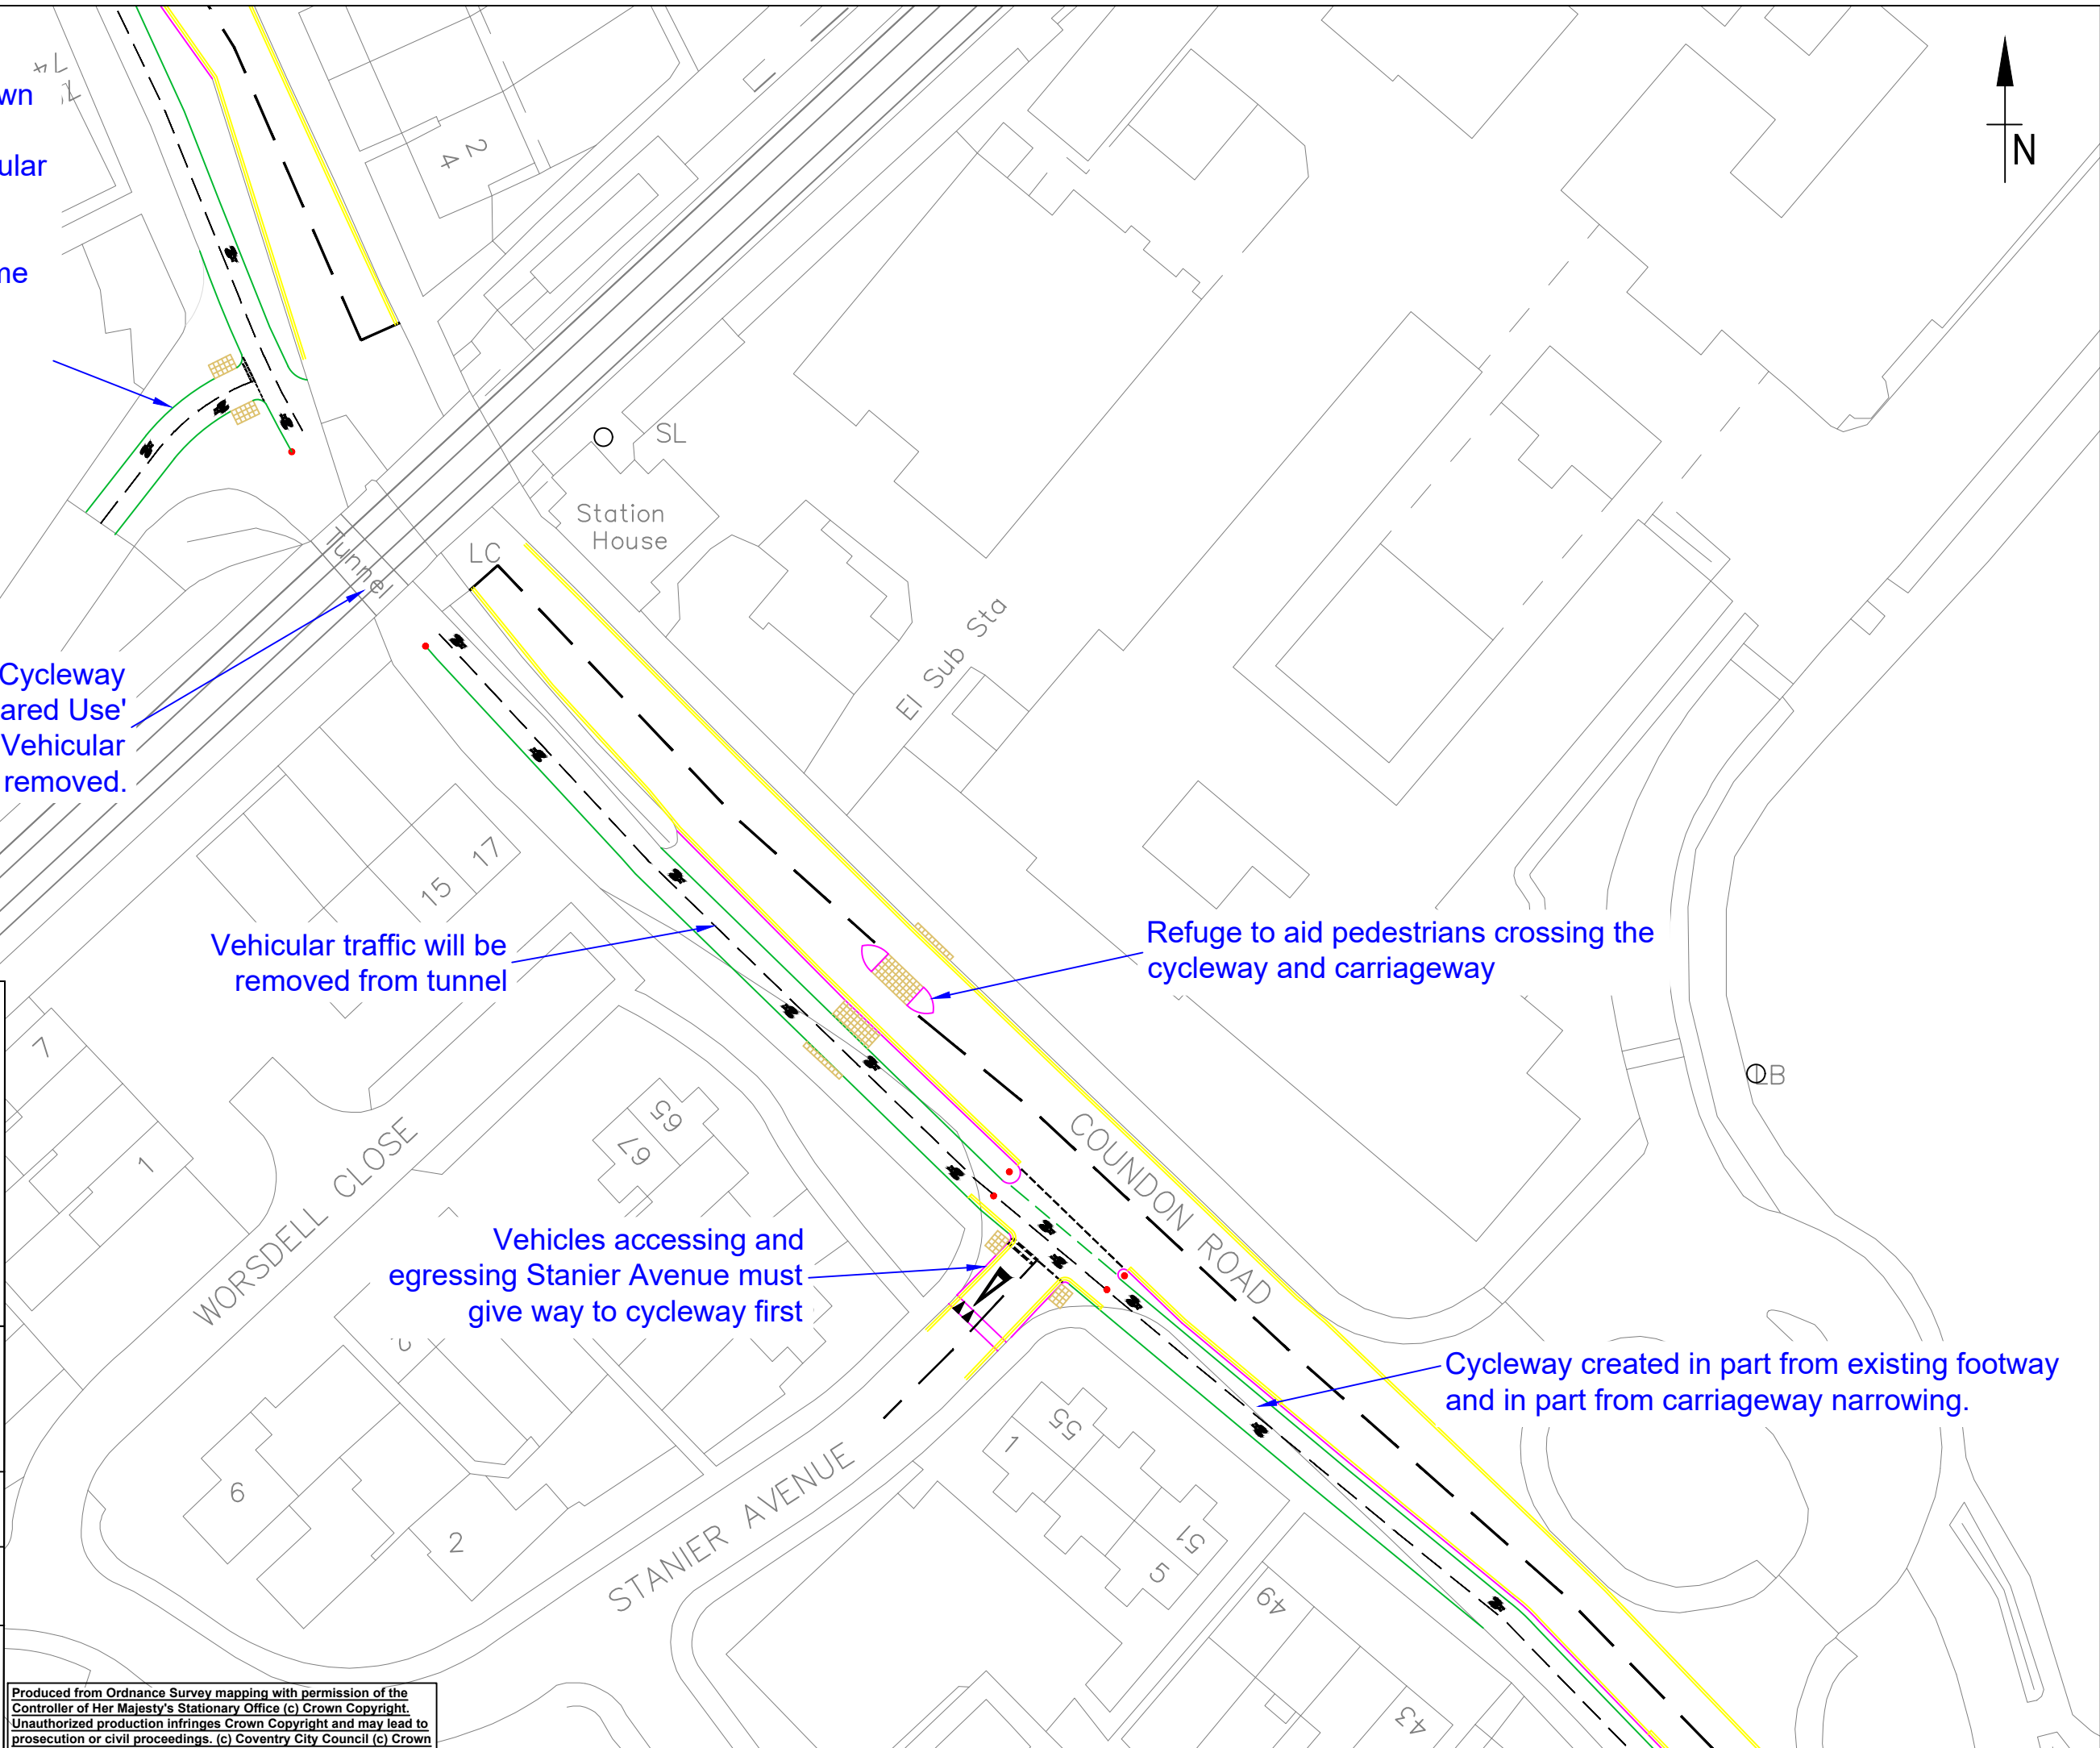 wn
ular
me
74
2
4
N
SL
Station
House
LC
Tunnel
El Sub Sta
Cycleway
ared Use'
Vehicular
removed.
17
15
Vehicular traffic will be
removed from tunnel
Refuge to aid pedestrians crossing the
cycleway and carriageway
7
1
LB
65
67
COUNDON ROAD
WORSDELL CLOSE
Vehicles accessing and
egressing Stanier Avenue must
give way to cycleway first
Cycleway created in part from existing footway
and in part from carriageway narrowing.
55
1
6
2
STANIER AVENUE
51
5
49
43
Produced from Ordnance Survey mapping with permission of the
Controller of Her Majesty's Stationary Office (c) Crown Copyright.
Unauthorized production infringes Crown Copyright and may lead to
prosecution or civil proceedings. (c) Coventry City Council (c) Crown